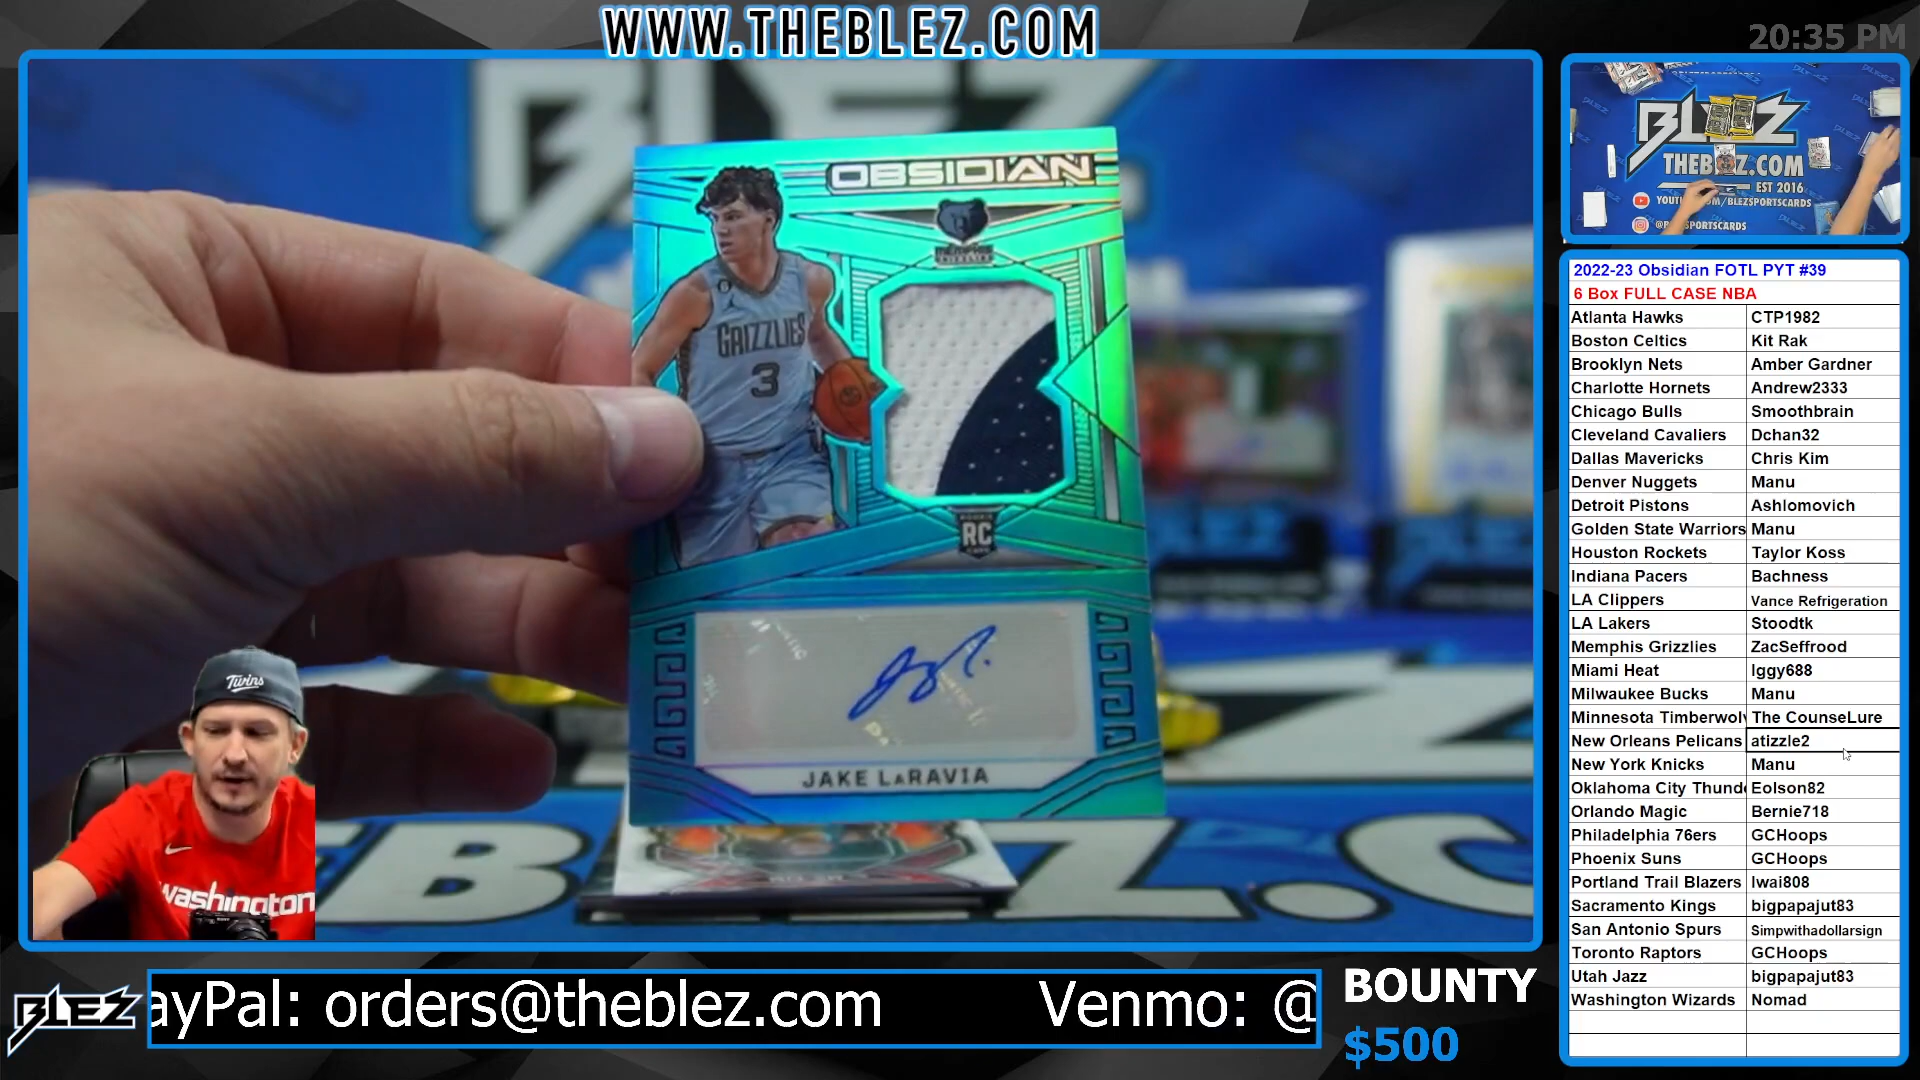 WWW.THEBLEZ.COM
20:35 PM
OBSIDIAN
GRIZZLIES
3
RC
JAKE LARAVIA
Twins
washington
BLEZ
THEBLEZ.COM
EST 2016
2022-23 Obsidian FOTL PYT #39
6 Box FULL CASE NBA
Atlanta Hawks CTP1982
Boston Celtics Kit Rak
Brooklyn Nets Amber Gardner
Charlotte Hornets Andrew2333
Chicago Bulls Smoothbrain
Cleveland Cavaliers Dchan32
Dallas Mavericks Chris Kim
Denver Nuggets Manu
Detroit Pistons Ashlomovich
Golden State Warriors Manu
Houston Rockets Taylor Koss
Indiana Pacers Bachness
LA Clippers Vance Refrigeration
LA Lakers Stoodtk
Memphis Grizzlies ZacSeffrood
Miami Heat Iggy688
Milwaukee Bucks Manu
Minnesota Timberwolv The CounseLure
New Orleans Pelicans atizzle2
New York Knicks Manu
Oklahoma City Thund Eolson82
Orlando Magic Bernie718
Philadelphia 76ers GCHoops
Phoenix Suns GCHoops
Portland Trail Blazers Iwai808
Sacramento Kings bigpapajut83
San Antonio Spurs Simpwithadollarsign
Toronto Raptors GCHoops
Utah Jazz bigpapajut83
Washington Wizards Nomad
BLEZ
ayPal: orders@theblez.com Venmo: @
BOUNTY
$500